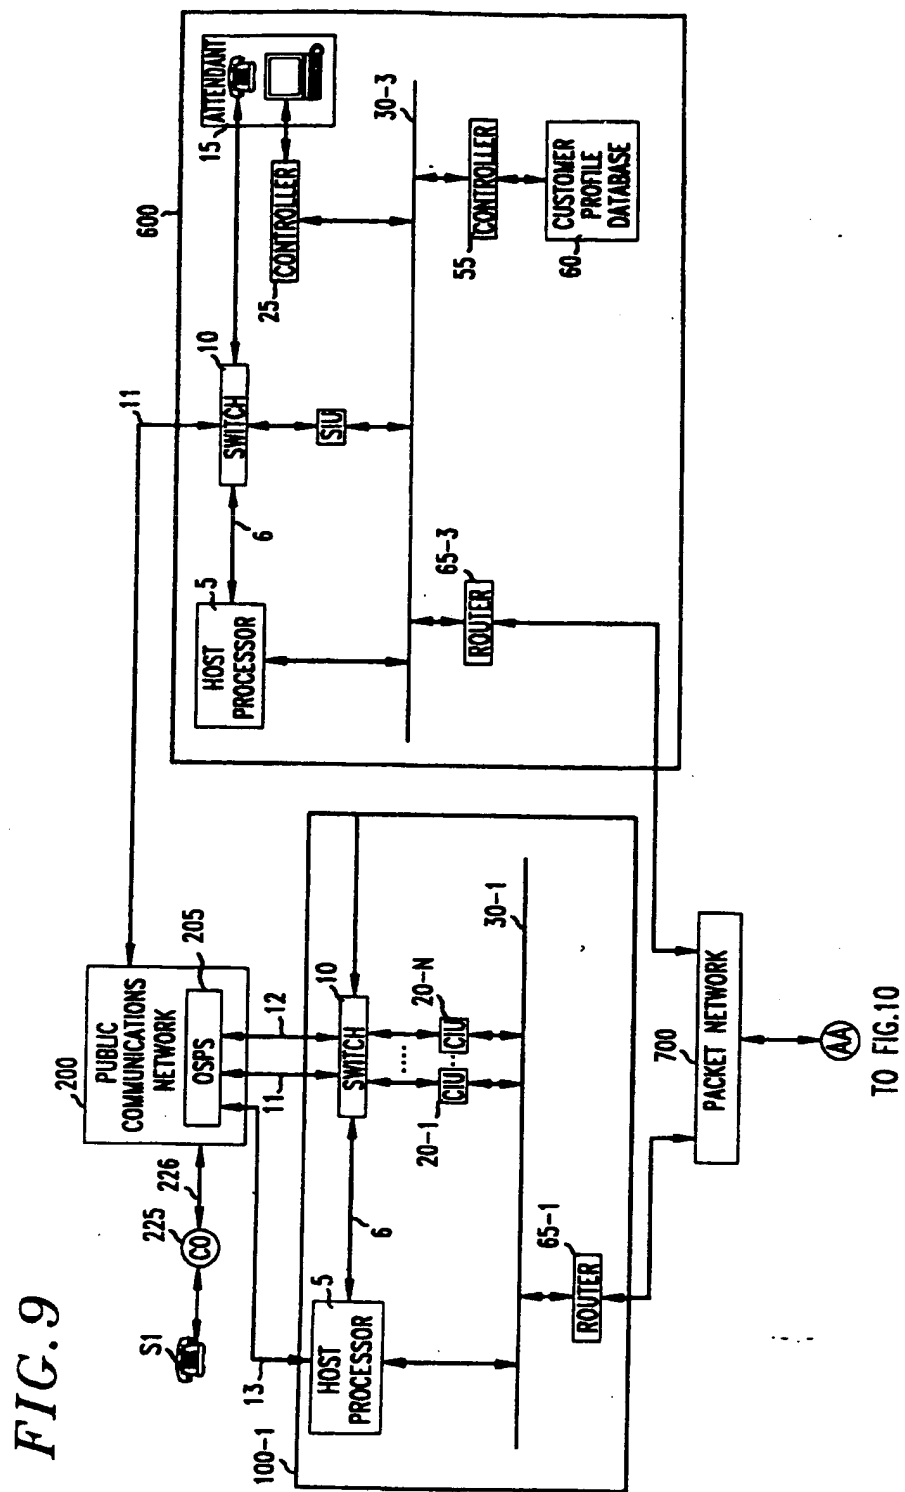 FIG. 9
S1
225
CO
226
200
PUBLIC
COMMUNICATIONS
NETWORK
205
OSPS
11
13
11
12
100-1
5
HOST
PROCESSOR
6
10
SWITCH
20-1
CIU
...
....
20-N
CIU
30-1
65-1
ROUTER
600
5
HOST
PROCESSOR
6
10
SWITCH
SIU
15
ATTENDANT
25
CONTROLLER
30-3
55
CONTROLLER
60
CUSTOMER
PROFILE
DATABASE
65-3
ROUTER
700
PACKET NETWORK
AA
TO FIG.10